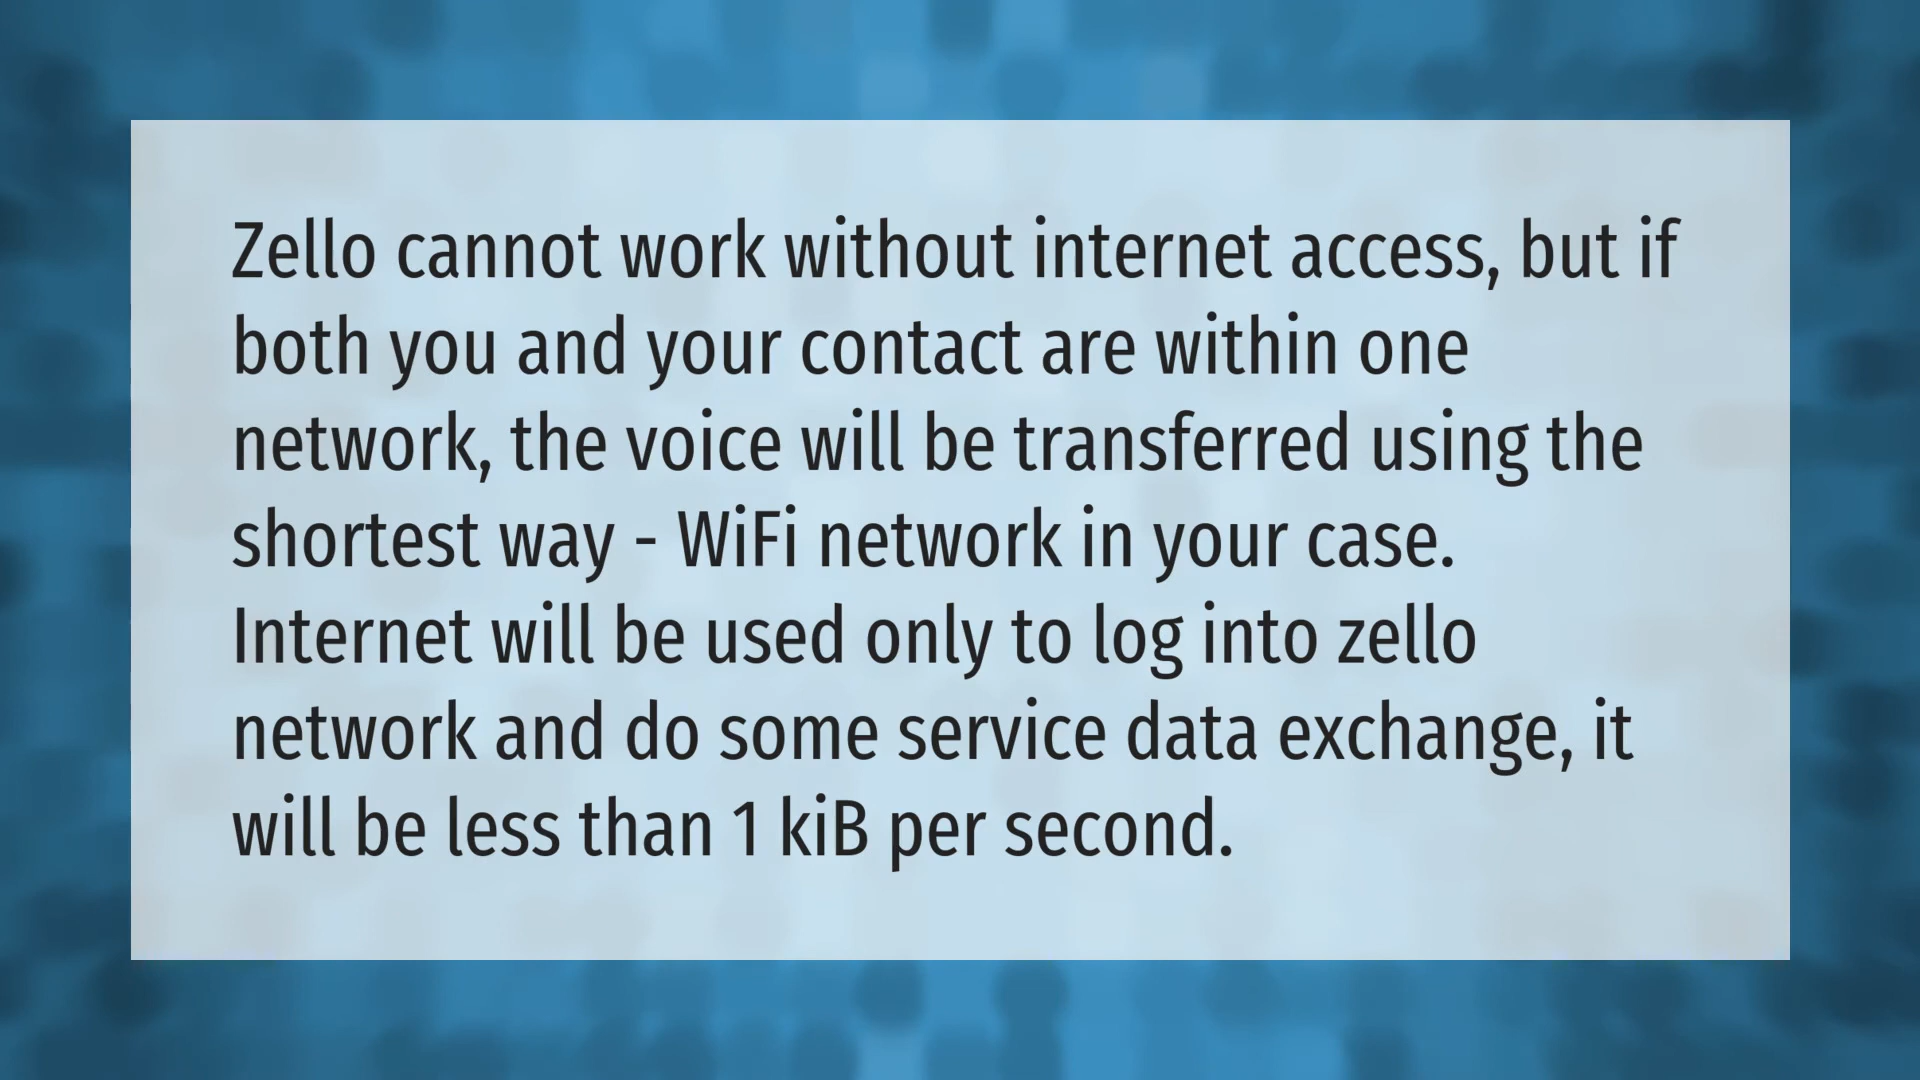 Zello cannot work without internet access, but if
both you and your contact are within one
network, the voice will be transferred using the
shortest way - WiFi network in your case.
Internet will be used only to log into zello
network and do some service data exchange, it
will be less than 1 kiB per second.